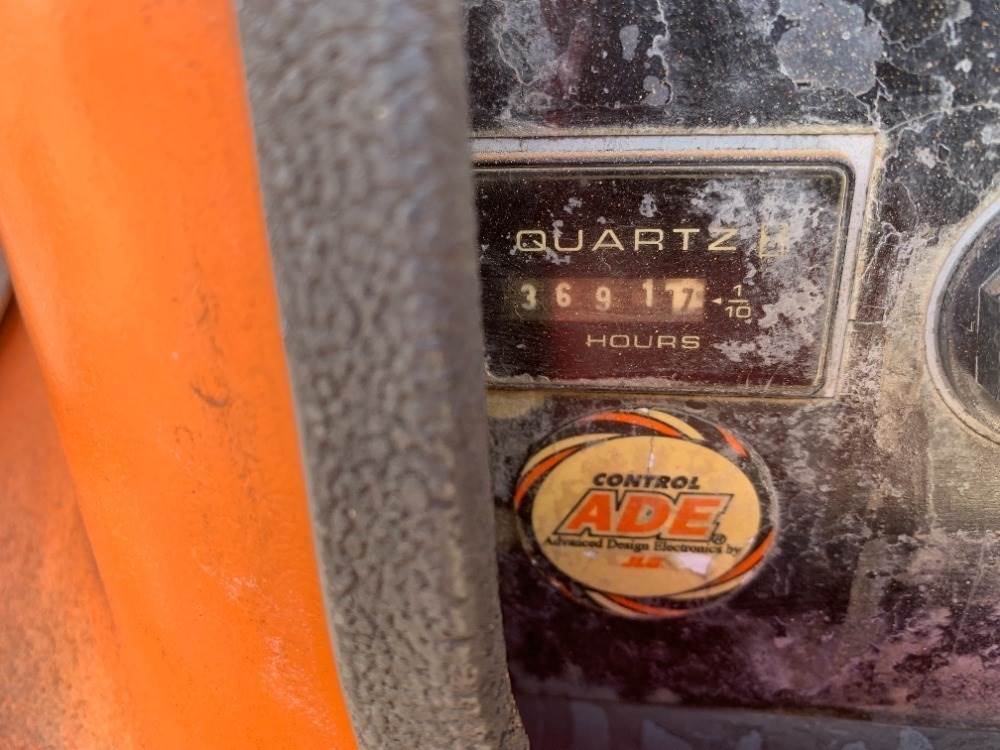 QUARTZ
3 6 9 1 7 1/10
HOURS
CONTROL
ADE®
Advanced Design Electronics by
JLG